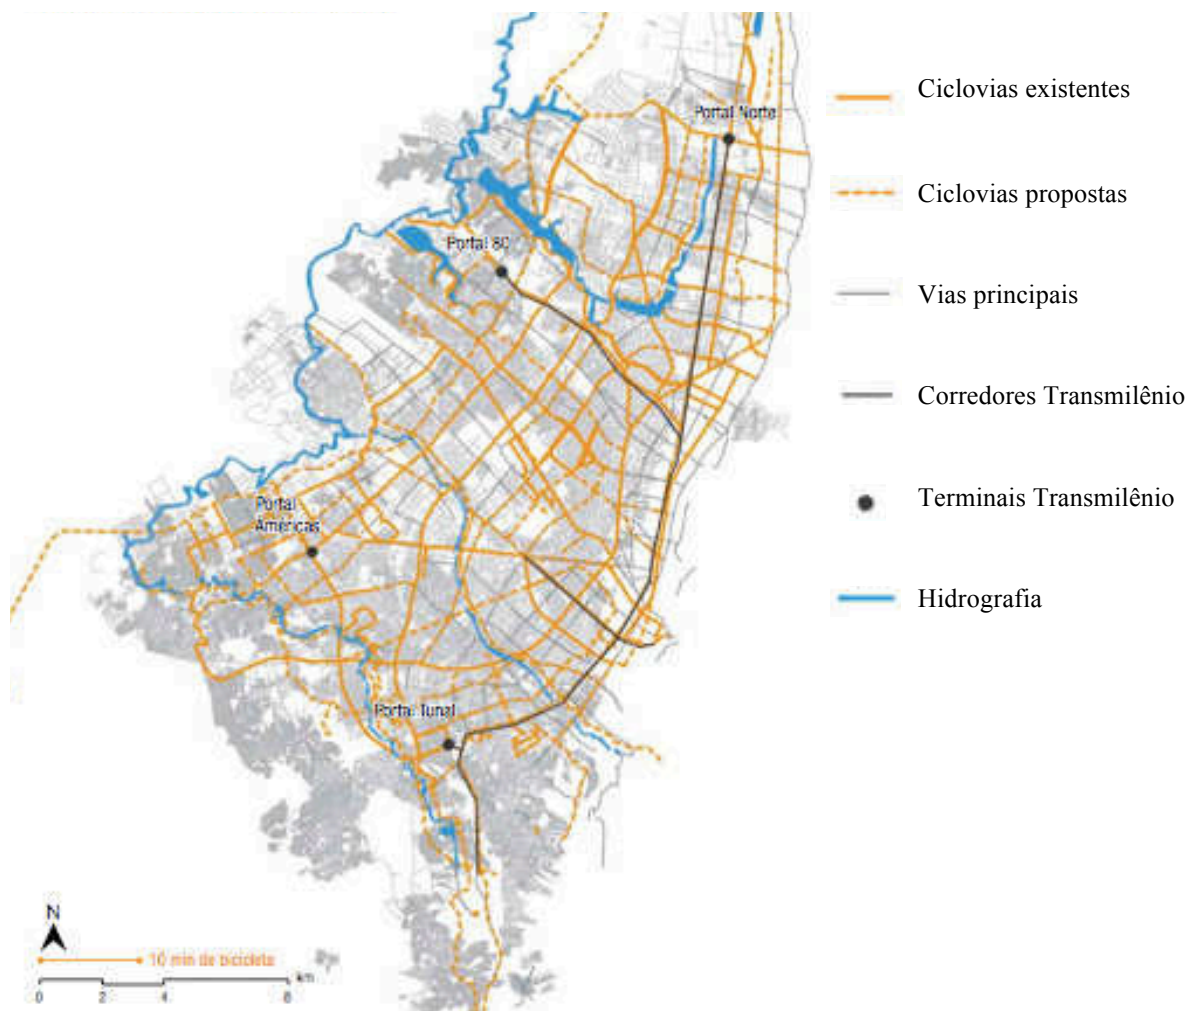 Portal Norte
Portal 80
Portal
Américas
Portal Tunal
N
10 min de bicicleta
km
0 2 4 8
Ciclovias existentes
Ciclovias propostas
Vias principais
Corredores Transmilênio
Terminais Transmilênio
Hidrografia